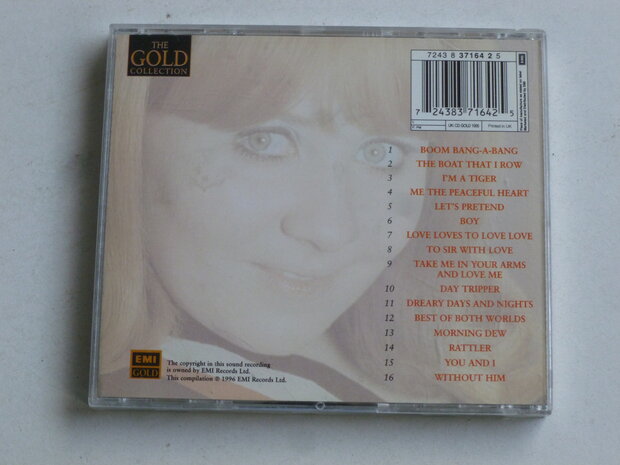 THE
GOLD
COLLECTION
7243 8 37164 2 5
7 24383 71642 5
UK: CD GOLD 1005
Printed in UK
1 BOOM BANG-A-BANG
2 THE BOAT THAT I ROW
3 I'M A TIGER
4 ME THE PEACEFUL HEART
5 LET'S PRETEND
6 BOY
7 LOVE LOVES TO LOVE LOVE
8 TO SIR WITH LOVE
9 TAKE ME IN YOUR ARMS
AND LOVE ME
10 DAY TRIPPER
11 DREARY DAYS AND NIGHTS
12 BEST OF BOTH WORLDS
13 MORNING DEW
14 RATTLER
15 YOU AND I
16 WITHOUT HIM
EMI
GOLD
The copyright in this sound recording
is owned by EMI Records Ltd.
This compilation ℗ 1996 EMI Records Ltd.